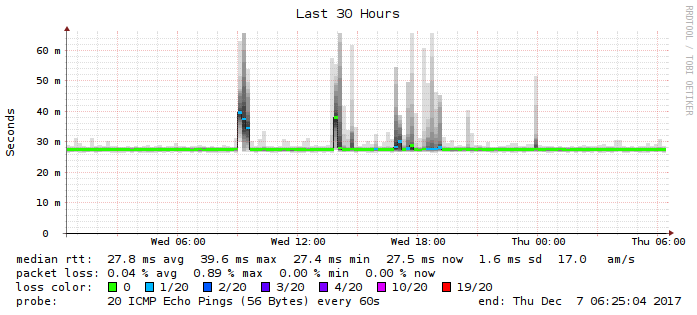 Last 30 Hours
RRDTOOL / TOBI OETIKER
Seconds
60 m
50 m
40 m
30 m
20 m
10 m
0
Wed 06:00 Wed 12:00 Wed 18:00 Thu 00:00 Thu 06:00
median rtt: 27.8 ms avg 39.6 ms max 27.4 ms min 27.5 ms now 1.6 ms sd 17.0 am/s
packet loss: 0.04 % avg 0.89 % max 0.00 % min 0.00 % now
loss color: 0 1/20 2/20 3/20 4/20 10/20 19/20
probe: 20 ICMP Echo Pings (56 Bytes) every 60s end: Thu Dec 7 06:25:04 2017